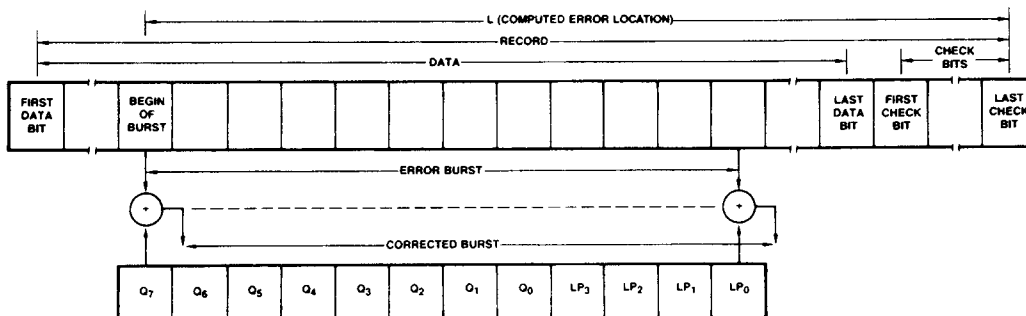 L (COMPUTED ERROR LOCATION)
RECORD
DATA
CHECK
BITS
FIRST
DATA
BIT
BEGIN
OF
BURST
LAST
DATA
BIT
FIRST
CHECK
BIT
LAST
CHECK
BIT
ERROR BURST
+ +
CORRECTED BURST
Q7 Q6 Q5 Q4 Q3 Q2 Q1 Q0 LP3 LP2 LP1 LP0